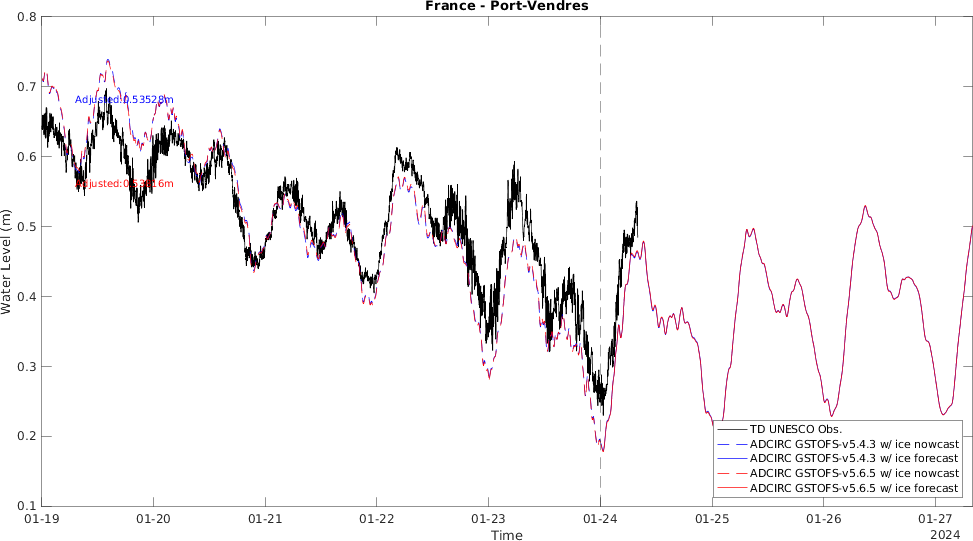 France - Port-Vendres
0.8
0.7
0.6
0.5
0.4
0.3
0.2
0.1
Water Level (m)
Adjusted:0.53528m
TD UNESCO Obs.
ADCIRC GSTOFS-v5.4.3 w/ ice nowcast
ADCIRC GSTOFS-v5.4.3 w/ ice forecast
ADCIRC GSTOFS-v5.6.5 w/ ice nowcast
ADCIRC GSTOFS-v5.6.5 w/ ice forecast
01-19 01-20 01-21 01-22 01-23 01-24 01-25 01-26 01-27
Time
2024